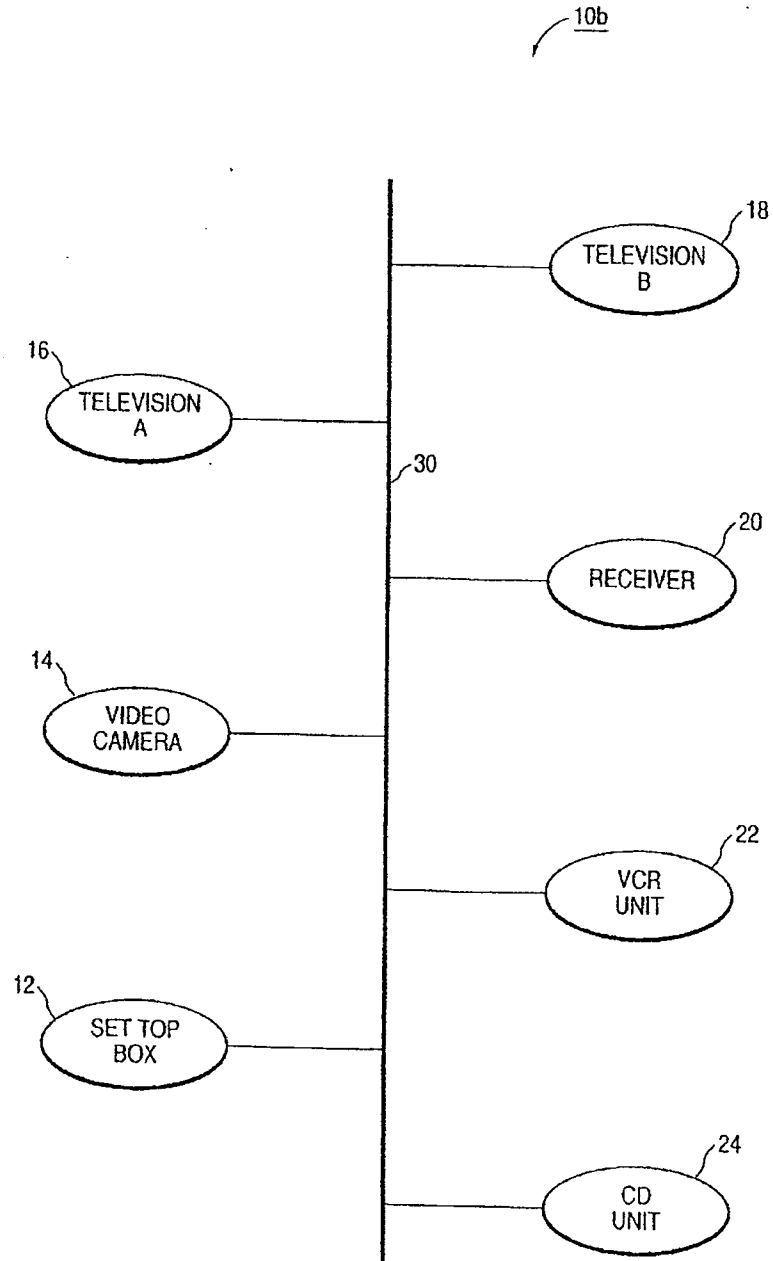 10b
18
TELEVISION
B
16
TELEVISION
A
30
20
RECEIVER
14
VIDEO
CAMERA
22
VCR
UNIT
12
SET TOP
BOX
24
CD
UNIT